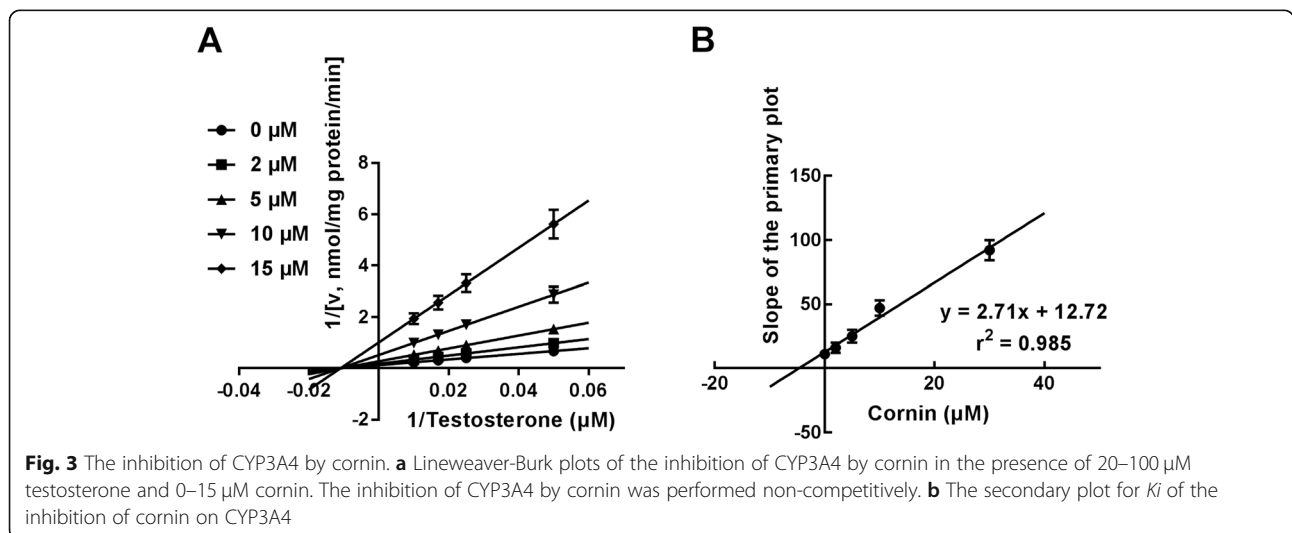 A
0 μM
2 μM
5 μM
10 μM
15 μM
1/[v, nmol/mg protein/min]
8
6
4
2
-2
-0.04
-0.02
0.02
0.04
0.06
1/Testosterone (μM)
B
Slope of the primary plot
150
100
50
-50
-20
20
40
y = 2.71x + 12.72
r² = 0.985
Cornin (μM)
Fig. 3 The inhibition of CYP3A4 by cornin. a Lineweaver-Burk plots of the inhibition of CYP3A4 by cornin in the presence of 20–100 μM
testosterone and 0–15 μM cornin. The inhibition of CYP3A4 by cornin was performed non-competitively. b The secondary plot for Ki of the
inhibition of cornin on CYP3A4